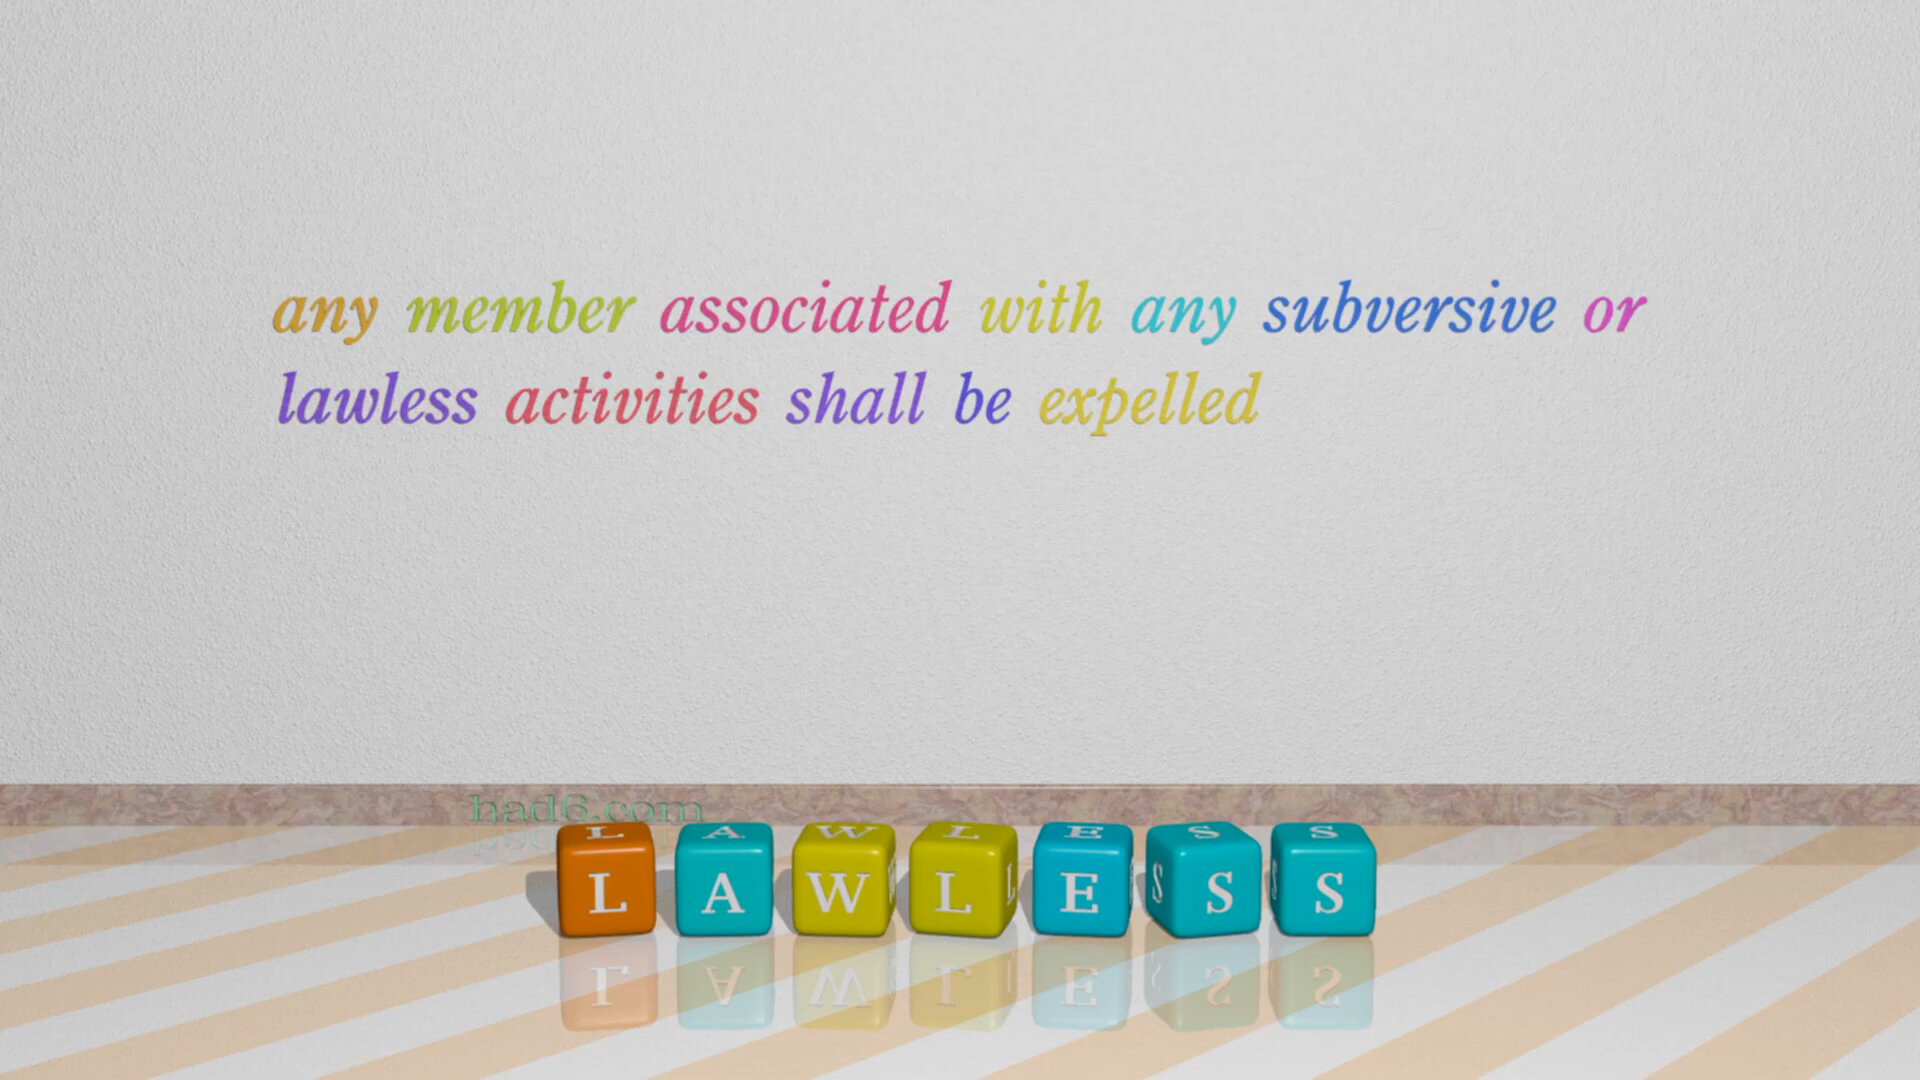 any member associated with any subversive or
lawless activities shall be expelled
had6.com
LAWLESS